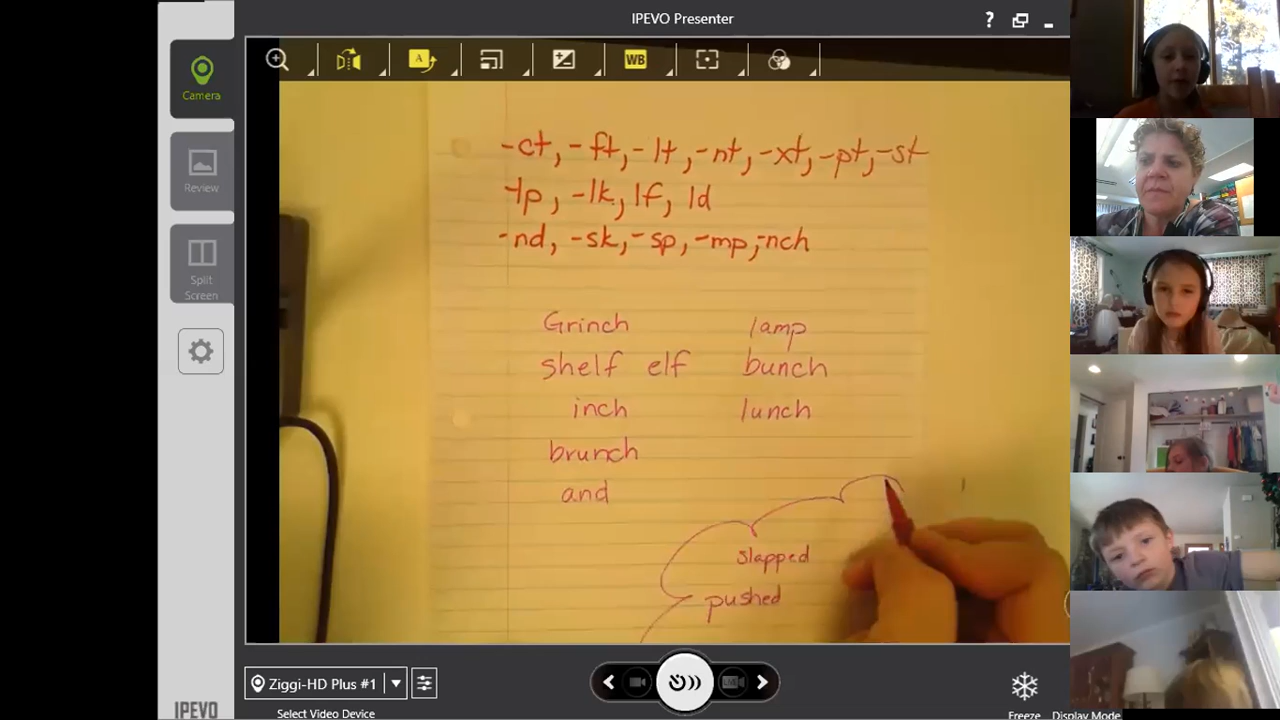 IPEVO Presenter
?
A
WB
Camera
Review
Split
Screen
-ct, -ft, -lt, -nt, -xt, -pt, -st
-lp, -lk, lf, ld
-nd, -sk, -sp, -mp, -nch
Grinch lamp
shelf elf bunch
inch lunch
brunch
and
slapped
pushed
Ziggi-HD Plus #1
LIVE
IPEVO
Select Video Device
Freeze
Display Mode